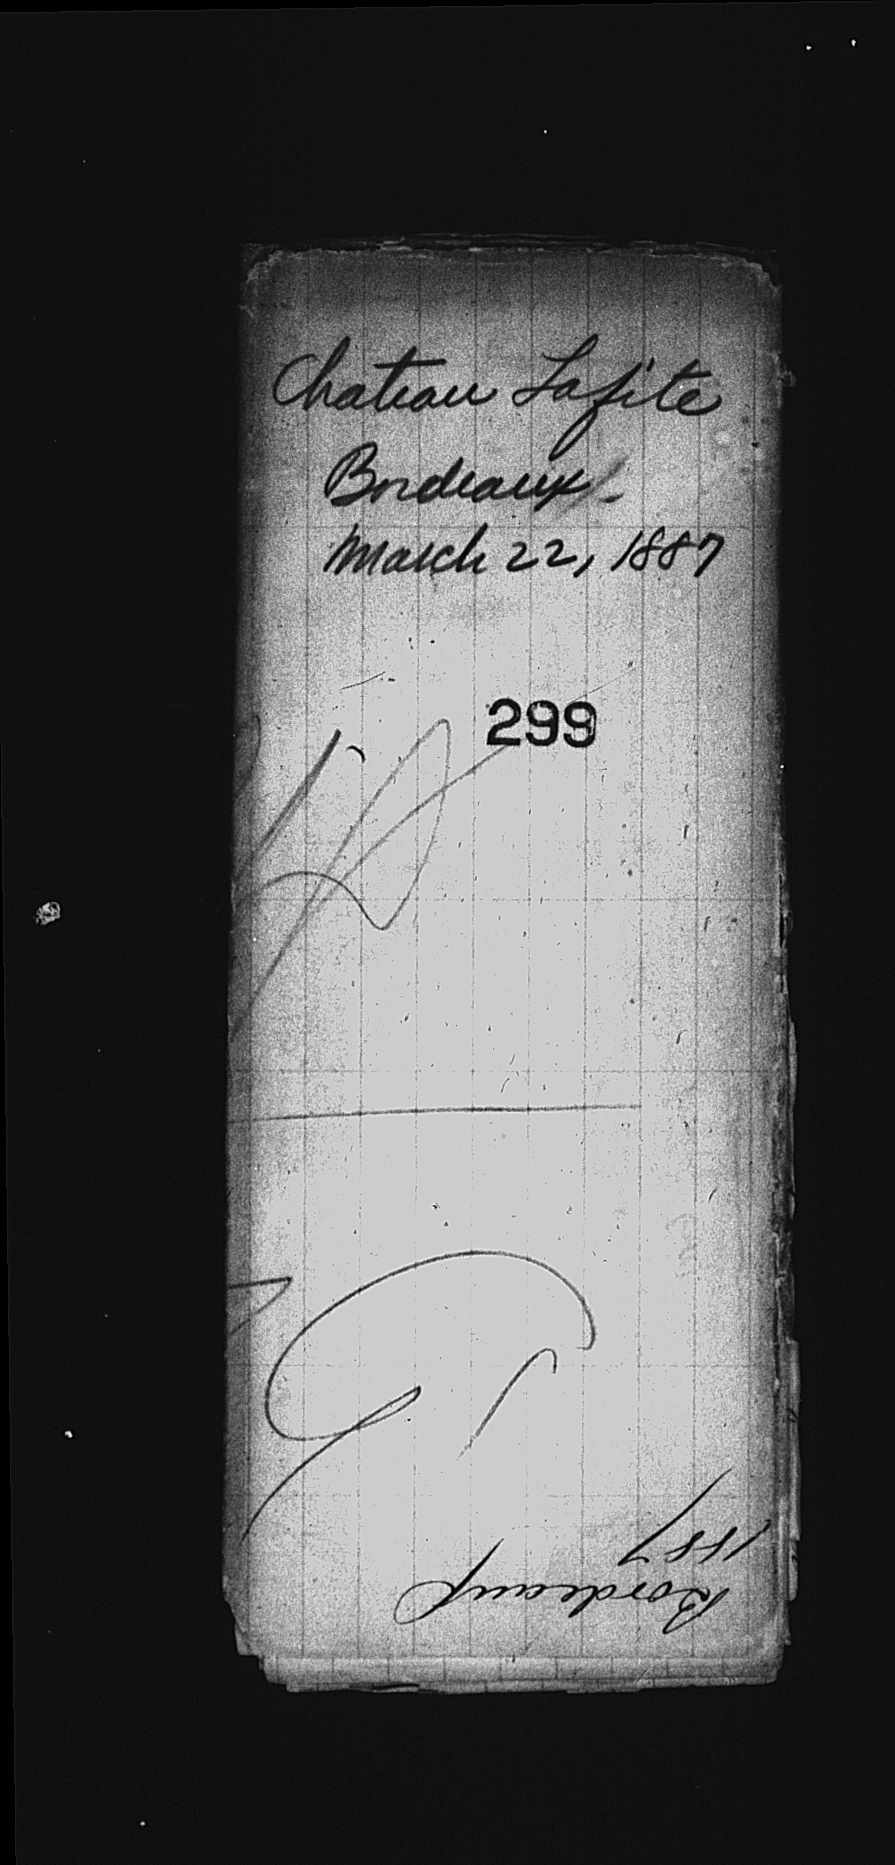 Chateau Lafite
Bordeaux
March 22, 1887
299
Bordeaux
1887